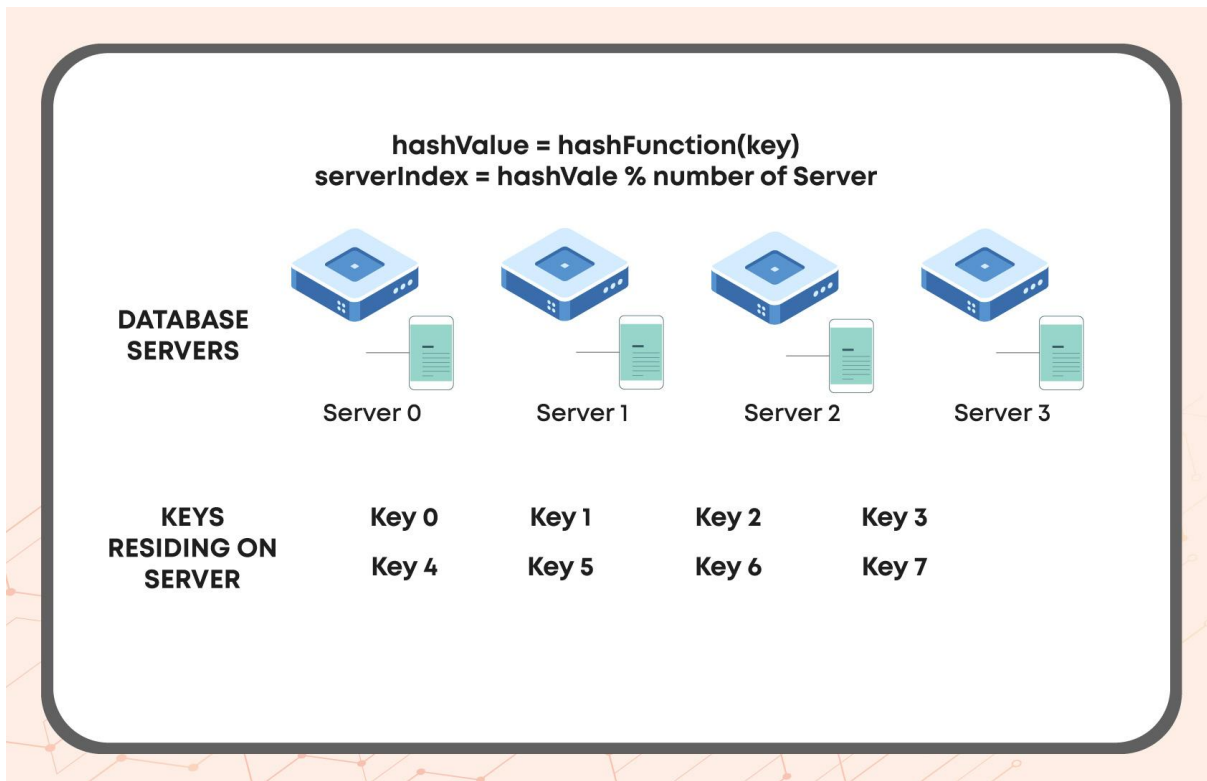 hashValue = hashFunction(key)
serverIndex = hashVale % number of Server
DATABASE
SERVERS
Server 0 Server 1 Server 2 Server 3
KEYS
RESIDING ON
SERVER
Key 0 Key 1 Key 2 Key 3
Key 4 Key 5 Key 6 Key 7